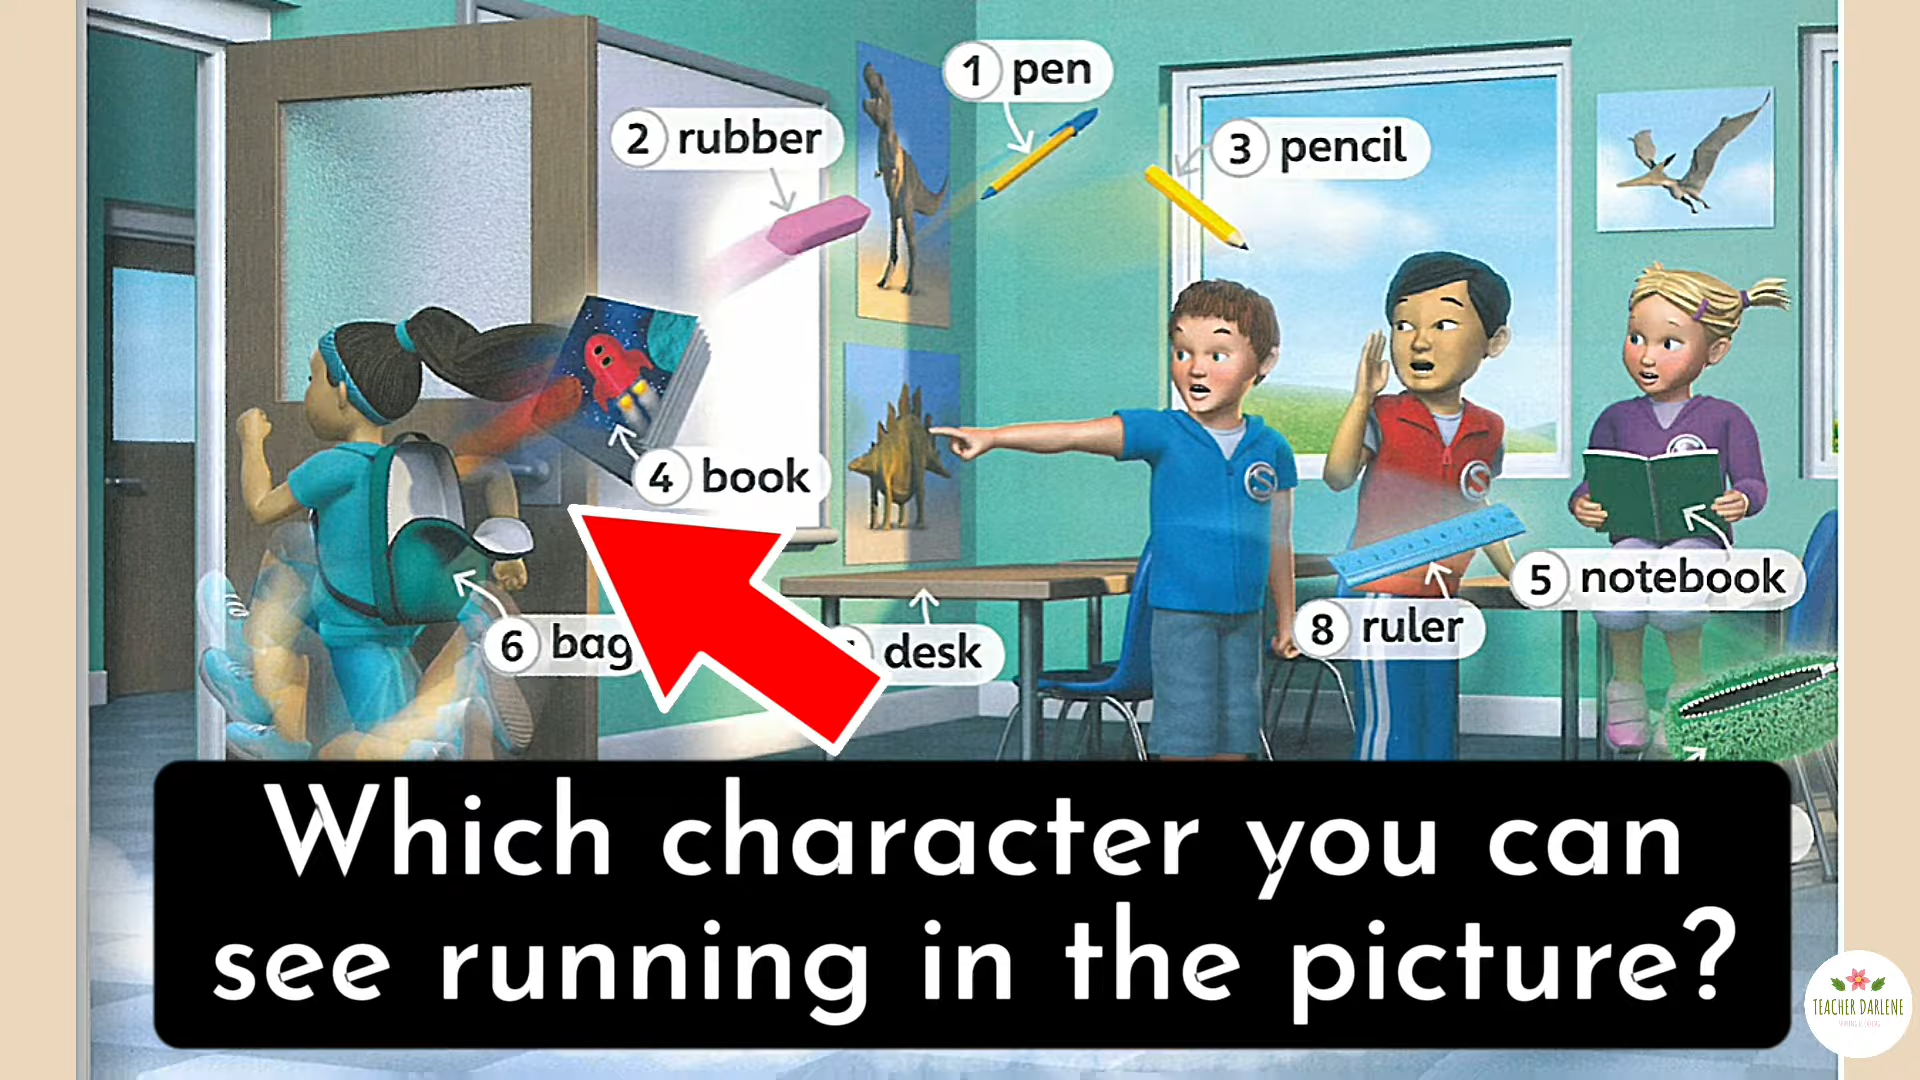 1 pen
2 rubber
3 pencil
4 book
5 notebook
6 bag
desk
8 ruler
Which character you can
see running in the picture?
TEACHER DARLENE